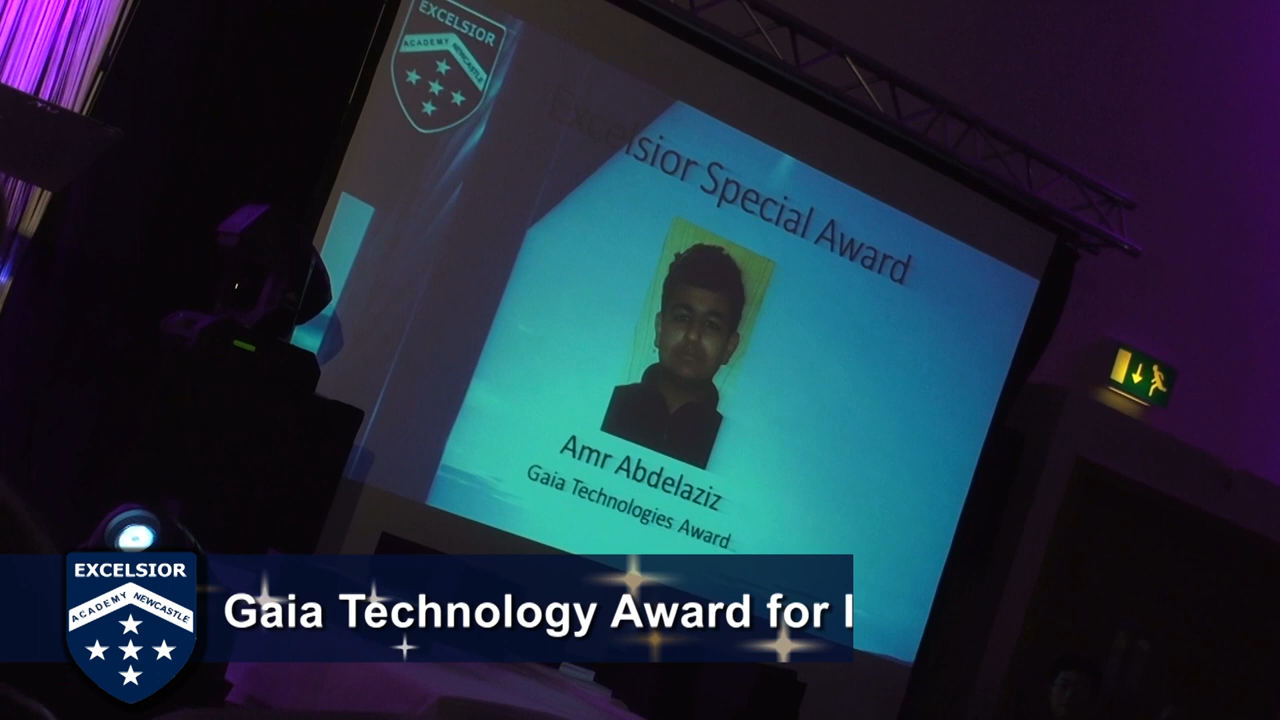 EXCELSIOR
ACADEMY NEWCASTLE
Excelsior Special Award
Amr Abdelaziz
Gaia Technologies Award
EXCELSIOR
ACADEMY NEWCASTLE
Gaia Technology Award for I